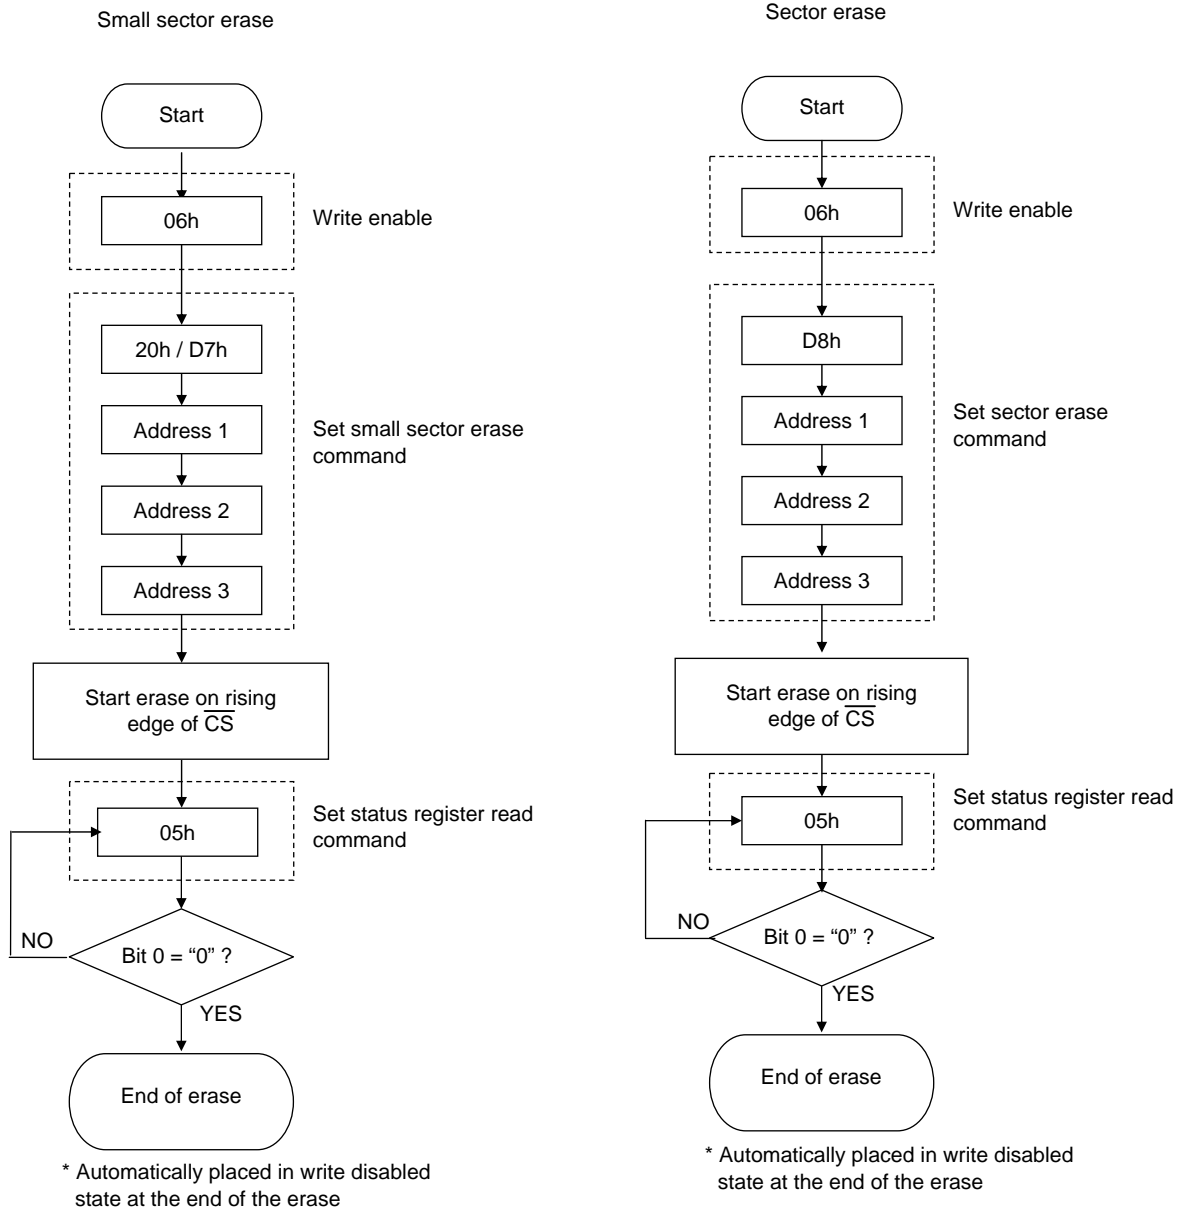 Small sector erase
Start
06h
Write enable
20h / D7h
Address 1
Set small sector erase
command
Address 2
Address 3
Start erase on rising
edge of C̅S̅
Set status register read
command
05h
NO
Bit 0 = “0” ?
YES
End of erase
* Automatically placed in write disabled
state at the end of the erase
Sector erase
Start
06h
Write enable
D8h
Address 1
Set sector erase
command
Address 2
Address 3
Start erase on rising
edge of C̅S̅
Set status register read
command
05h
NO
Bit 0 = “0” ?
YES
End of erase
* Automatically placed in write disabled
state at the end of the erase